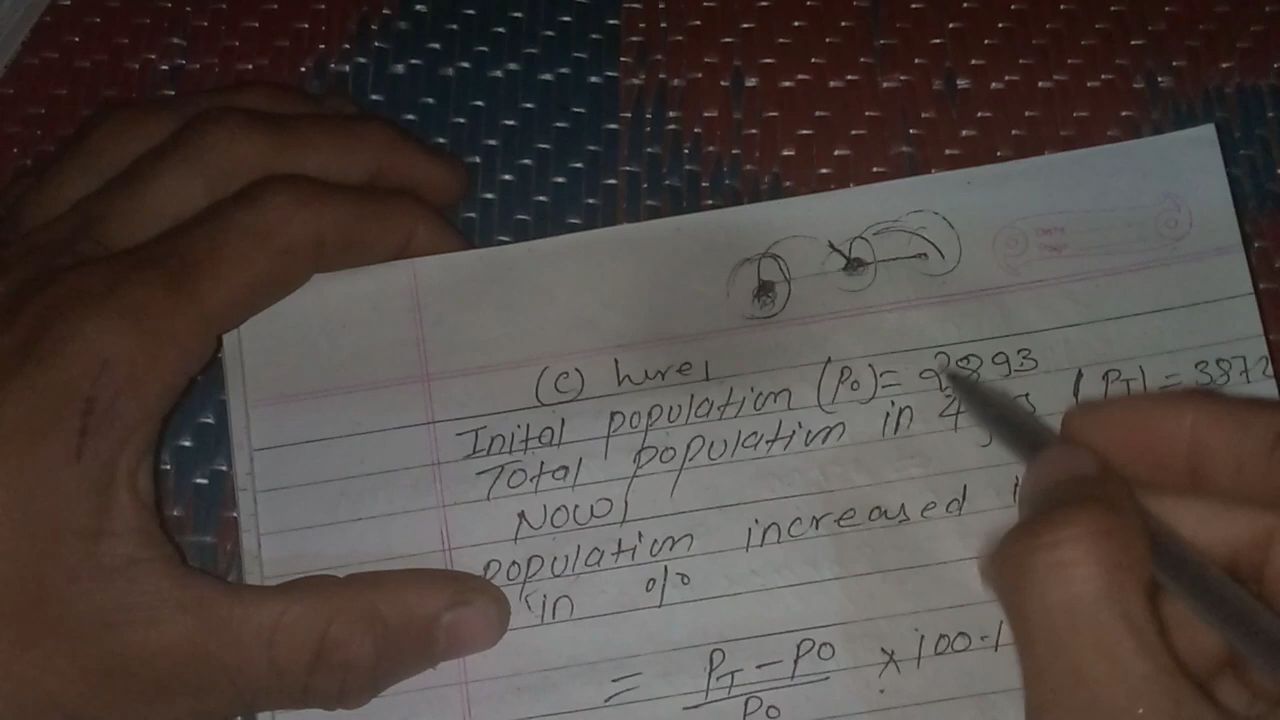 (c) here,
Inital population (P0) = 2893
Total population in 4 (PT) = 3872
Now,
population increased
in %
= PT - P0 / P0 × 100 %